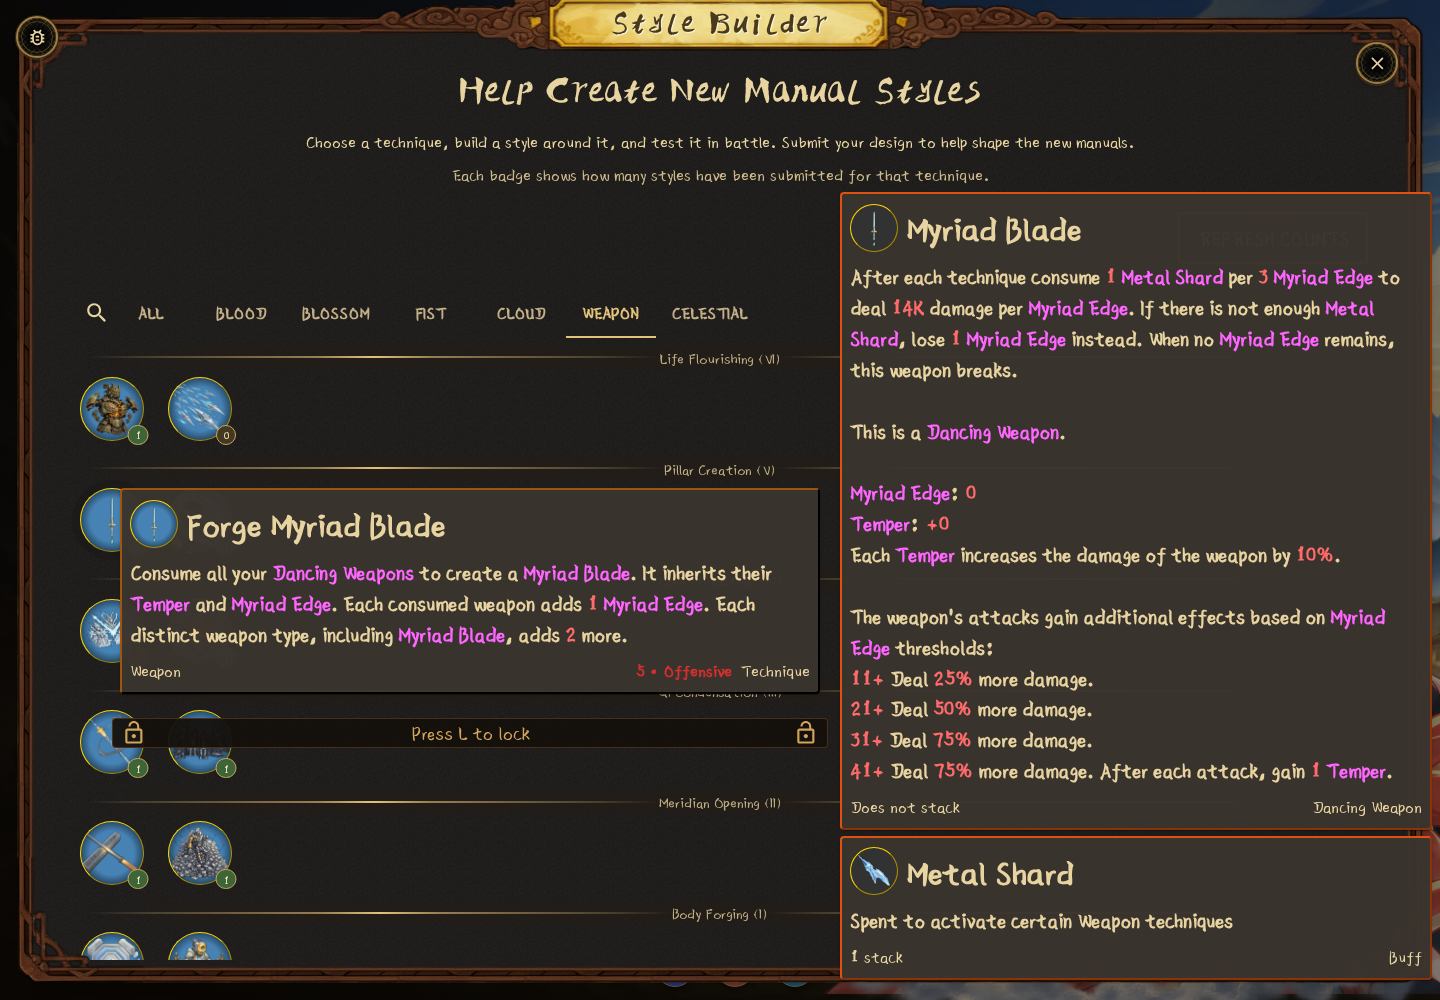 Style Builder
Help Create New Manual Styles
Choose a technique, build a style around it, and test it in battle. Submit your design to help shape the new manuals.
Each badge shows how many styles have been submitted for that technique.
REFRESH COUNTS
ALL BLOOD BLOSSOM FIST CLOUD WEAPON CELESTIAL
Life Flourishing (VI)
1 0
Pillar Creation (V)
Forge Myriad Blade
Consume all your Dancing Weapons to create a Myriad Blade. It inherits their
Temper and Myriad Edge. Each consumed weapon adds 1 Myriad Edge. Each
distinct weapon type, including Myriad Blade, adds 2 more.
Weapon 5 • Offensive Technique
Press L to lock
1 1
Meridian Opening (II)
1 1
Body Forging (I)
Myriad Blade
After each technique consume 1 Metal Shard per 3 Myriad Edge to
deal 14K damage per Myriad Edge. If there is not enough Metal
Shard, lose 1 Myriad Edge instead. When no Myriad Edge remains,
this weapon breaks.
This is a Dancing Weapon.
Myriad Edge: 0
Temper: +0
Each Temper increases the damage of the weapon by 10%.
The weapon's attacks gain additional effects based on Myriad
Edge thresholds:
11+ Deal 25% more damage.
21+ Deal 50% more damage.
31+ Deal 75% more damage.
41+ Deal 75% more damage. After each attack, gain 1 Temper.
Does not stack Dancing Weapon
Metal Shard
Spent to activate certain Weapon techniques
1 stack Buff